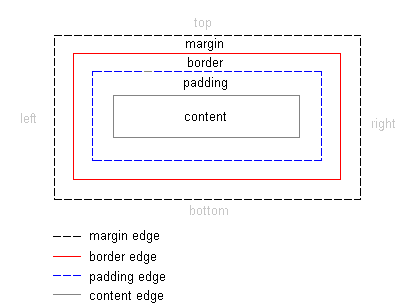 top
margin
border
padding
left
content
right
bottom
margin edge
border edge
padding edge
content edge